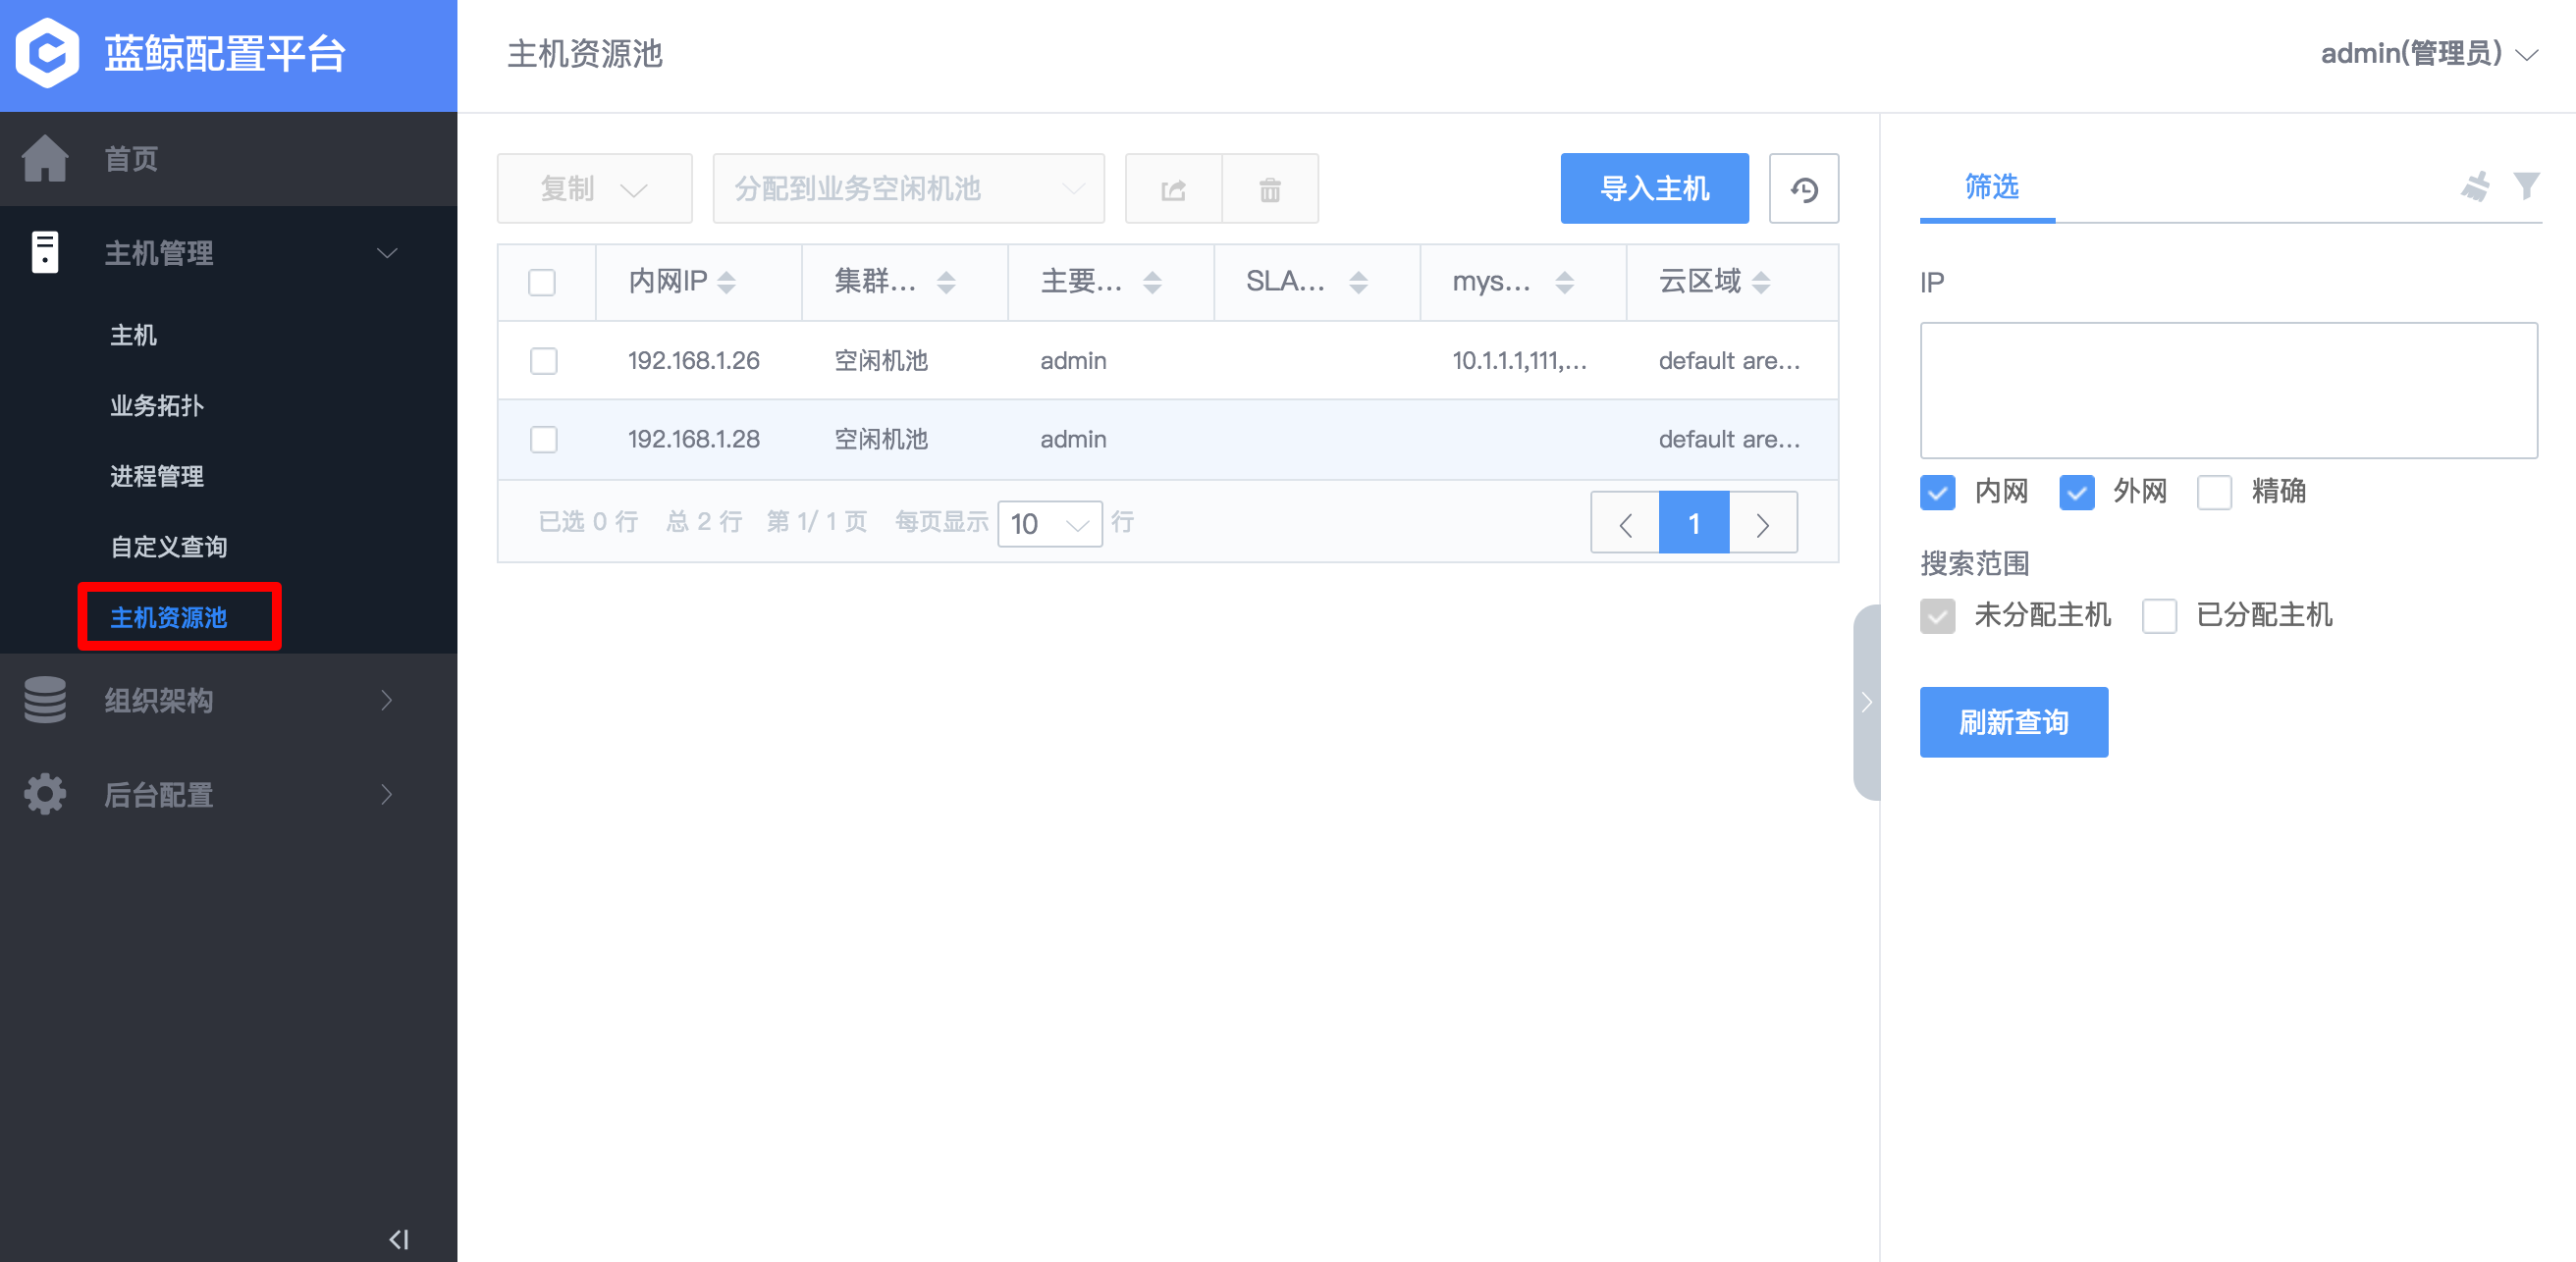 蓝鲸配置平台
主机资源池
admin(管理员)
首页
主机管理
主机
业务拓扑
进程管理
自定义查询
主机资源池
组织架构
后台配置
复制
分配到业务空闲机池
导入主机
内网IP 集群... 主要... SLA... mys... 云区域
192.168.1.26 空闲机池 admin 10.1.1.1,111,... default are...
192.168.1.28 空闲机池 admin default are...
已选 0 行 总 2 行 第 1/ 1 页 每页显示 10 行
1
筛选
IP
内网 外网 精确
搜索范围
未分配主机 已分配主机
刷新查询